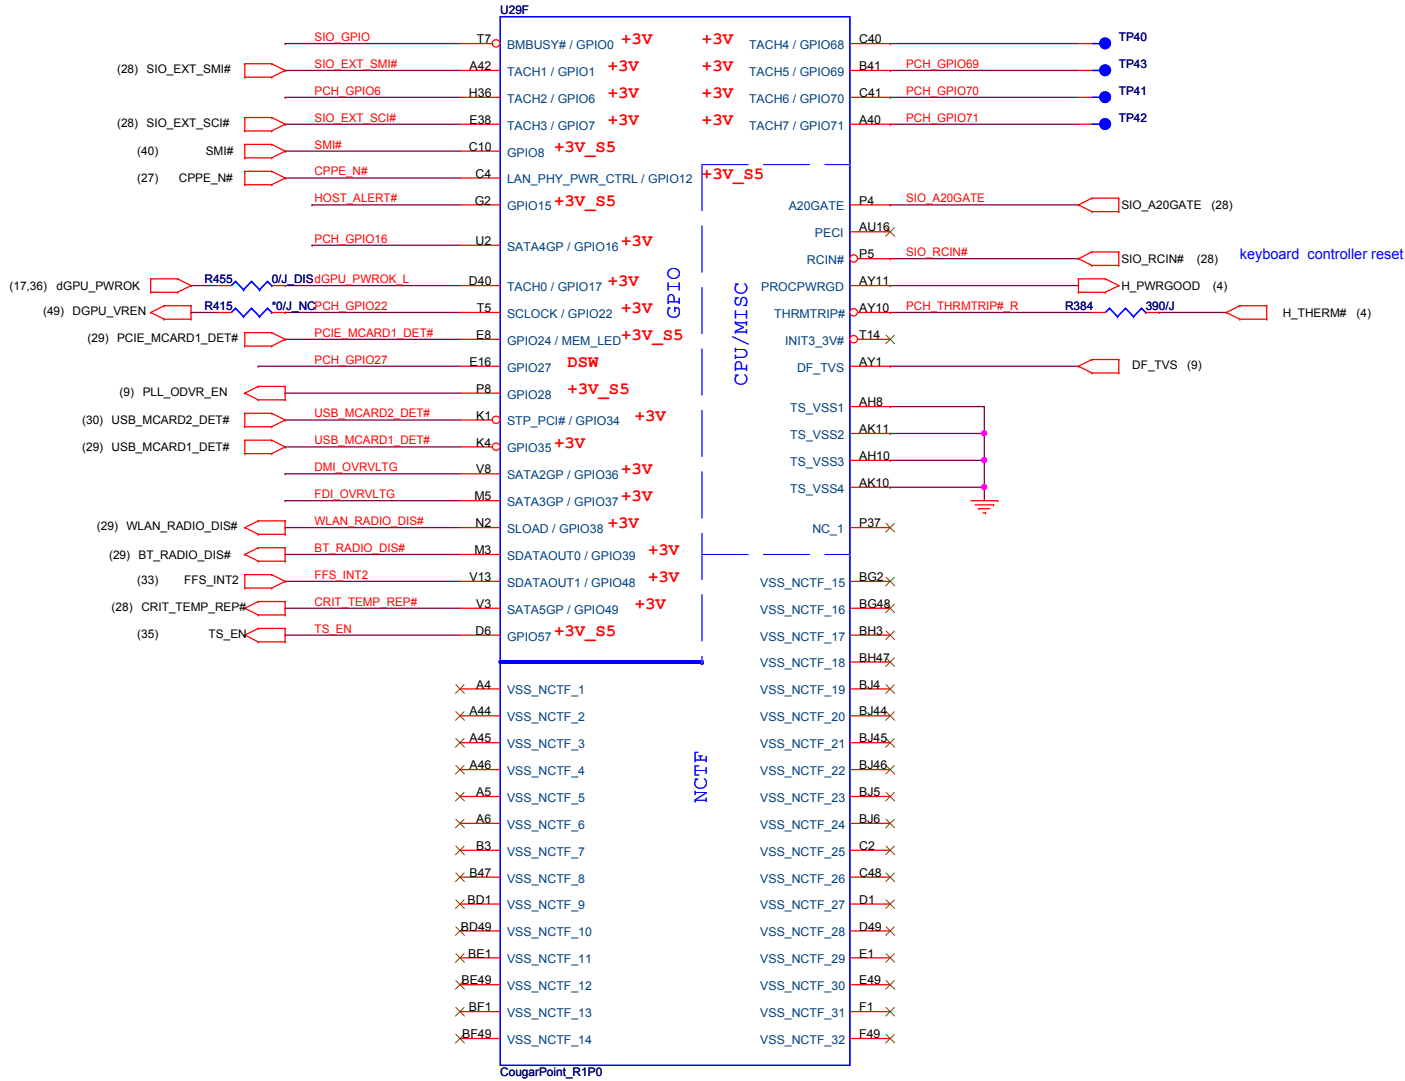 U29F
SIO_GPIO T7 BMBUSY# / GPIO0 +3V +3V TACH4 / GPIO68 C40 TP40
(28) SIO_EXT_SMI# SIO_EXT_SMI# A42 TACH1 / GPIO1 +3V +3V TACH5 / GPIO69 B41 PCH_GPIO69 TP43
PCH_GPIO6 H36 TACH2 / GPIO6 +3V +3V TACH6 / GPIO70 C41 PCH_GPIO70 TP41
(28) SIO_EXT_SCI# SIO_EXT_SCI# E38 TACH3 / GPIO7 +3V +3V TACH7 / GPIO71 A40 PCH_GPIO71 TP42
(40) SMI# SMI# C10 GPIO8 +3V_S5
(27) CPPE_N# CPPE_N# C4 LAN_PHY_PWR_CTRL / GPIO12 +3V_S5
HOST_ALERT# G2 GPIO15 +3V_S5 A20GATE P4 SIO_A20GATE SIO_A20GATE (28)
PECI AU16
PCH_GPIO16 U2 SATA4GP / GPIO16 +3V RCIN# P5 SIO_RCIN# SIO_RCIN# (28) keyboard controller reset
(17,36) dGPU_PWROK R455 0/J_DIS dGPU_PWROK_L D40 TACH0 / GPIO17 +3V GPIO PROCPWRGD AY11 H_PWRGOOD (4)
(49) DGPU_VREN R415 *0/J_NC PCH_GPIO22 T5 SCLOCK / GPIO22 +3V CPU/MISC THRMTRIP# AY10 PCH_THRMTRIP#_R R384 390/J H_THERM# (4)
(29) PCIE_MCARD1_DET# PCIE_MCARD1_DET# E8 GPIO24 / MEM_LED +3V_S5 INIT3_3V# T14
PCH_GPIO27 E16 GPIO27 DSW DF_TVS AY1 DF_TVS (9)
(9) PLL_ODVR_EN P8 GPIO28 +3V_S5 TS_VSS1 AH8
(30) USB_MCARD2_DET# USB_MCARD2_DET# K1 STP_PCI# / GPIO34 +3V TS_VSS2 AK11
(29) USB_MCARD1_DET# USB_MCARD1_DET# K4 GPIO35 +3V TS_VSS3 AH10
DMI_OVRVLTG V8 SATA2GP / GPIO36 +3V TS_VSS4 AK10
FDI_OVRVLTG M5 SATA3GP / GPIO37 +3V
(29) WLAN_RADIO_DIS# WLAN_RADIO_DIS# N2 SLOAD / GPIO38 +3V NC_1 P37
(29) BT_RADIO_DIS# BT_RADIO_DIS# M3 SDATAOUT0 / GPIO39 +3V
(33) FFS_INT2 FFS_INT2 V13 SDATAOUT1 / GPIO48 +3V VSS_NCTF_15 BG2
(28) CRIT_TEMP_REP# CRIT_TEMP_REP# V3 SATA5GP / GPIO49 +3V VSS_NCTF_16 BG48
(35) TS_EN TS_EN D6 GPIO57 +3V_S5 VSS_NCTF_17 BH3
VSS_NCTF_18 BH47
A4 VSS_NCTF_1 VSS_NCTF_19 BJ4
A44 VSS_NCTF_2 VSS_NCTF_20 BJ44
A45 VSS_NCTF_3 VSS_NCTF_21 BJ45
A46 VSS_NCTF_4 NCTF VSS_NCTF_22 BJ46
A5 VSS_NCTF_5 VSS_NCTF_23 BJ5
A6 VSS_NCTF_6 VSS_NCTF_24 BJ6
B3 VSS_NCTF_7 VSS_NCTF_25 C2
B47 VSS_NCTF_8 VSS_NCTF_26 C48
BD1 VSS_NCTF_9 VSS_NCTF_27 D1
BD49 VSS_NCTF_10 VSS_NCTF_28 D49
BE1 VSS_NCTF_11 VSS_NCTF_29 E1
BE49 VSS_NCTF_12 VSS_NCTF_30 E49
BF1 VSS_NCTF_13 VSS_NCTF_31 F1
BF49 VSS_NCTF_14 VSS_NCTF_32 F49
CougarPoint_R1P0